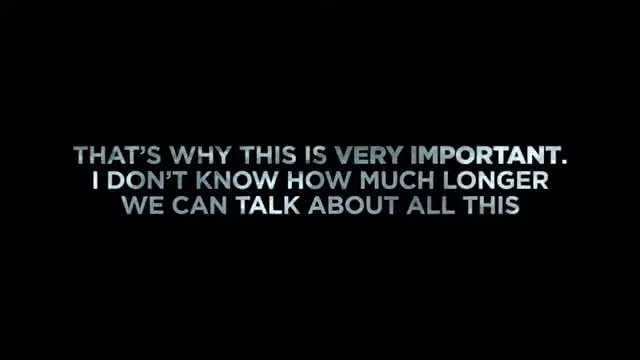 THAT'S WHY THIS IS VERY IMPORTANT.
I DON'T KNOW HOW MUCH LONGER
WE CAN TALK ABOUT ALL THIS